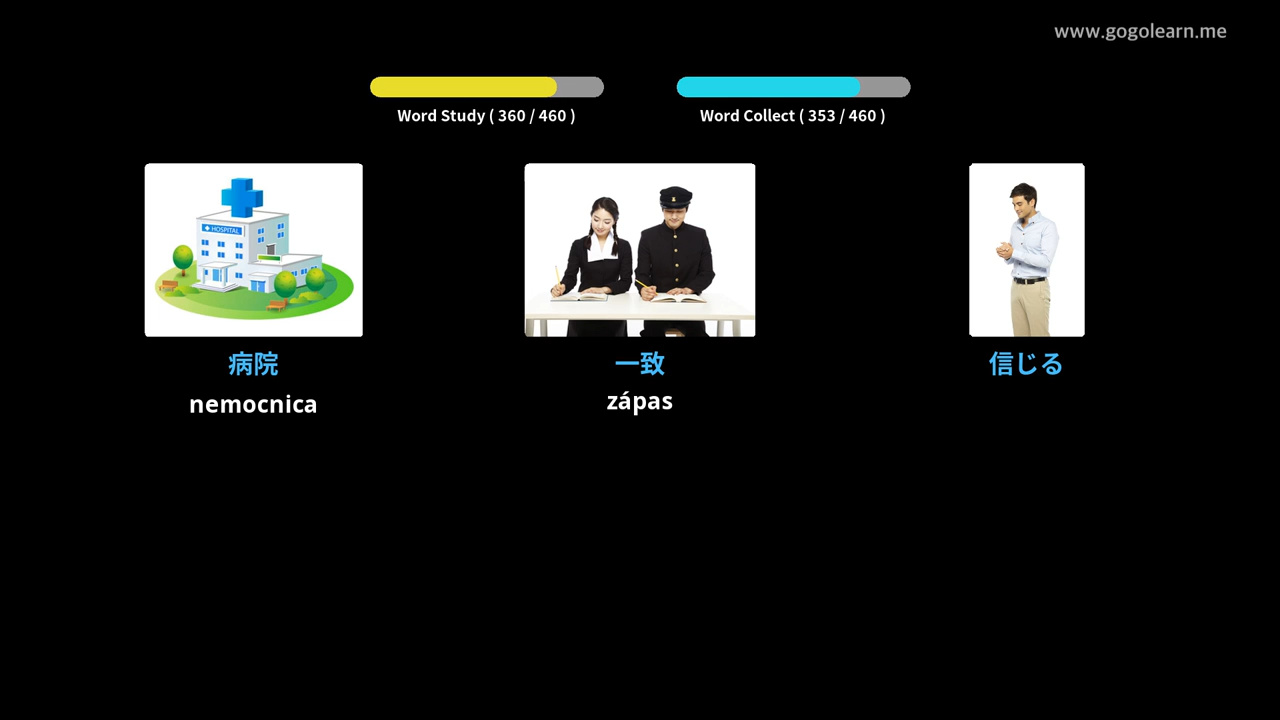 www.gogolearn.me
Word Study ( 360 / 460 )
Word Collect ( 353 / 460 )
HOSPITAL
病院
一致
信じる
nemocnica
zápas